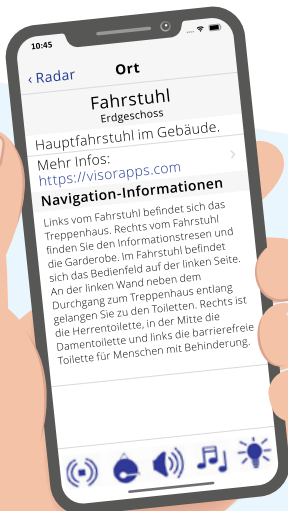 10:45
‹ Radar
Ort
Fahrstuhl
Erdgeschoss
Hauptfahrstuhl im Gebäude.
Mehr Infos:
https://visorapps.com
Navigation-Informationen
Links vom Fahrstuhl befindet sich das
Treppenhaus. Rechts vom Fahrstuhl
finden Sie den Informationstresen und
die Garderobe. Im Fahrstuhl befindet
sich das Bedienfeld auf der linken Seite.
An der linken Wand neben dem
Durchgang zum Treppenhaus entlang
gelangen Sie zu den Toiletten. Rechts ist
die Herrentoilette, in der Mitte die
Damentoilette und links die barrierefreie
Toilette für Menschen mit Behinderung.